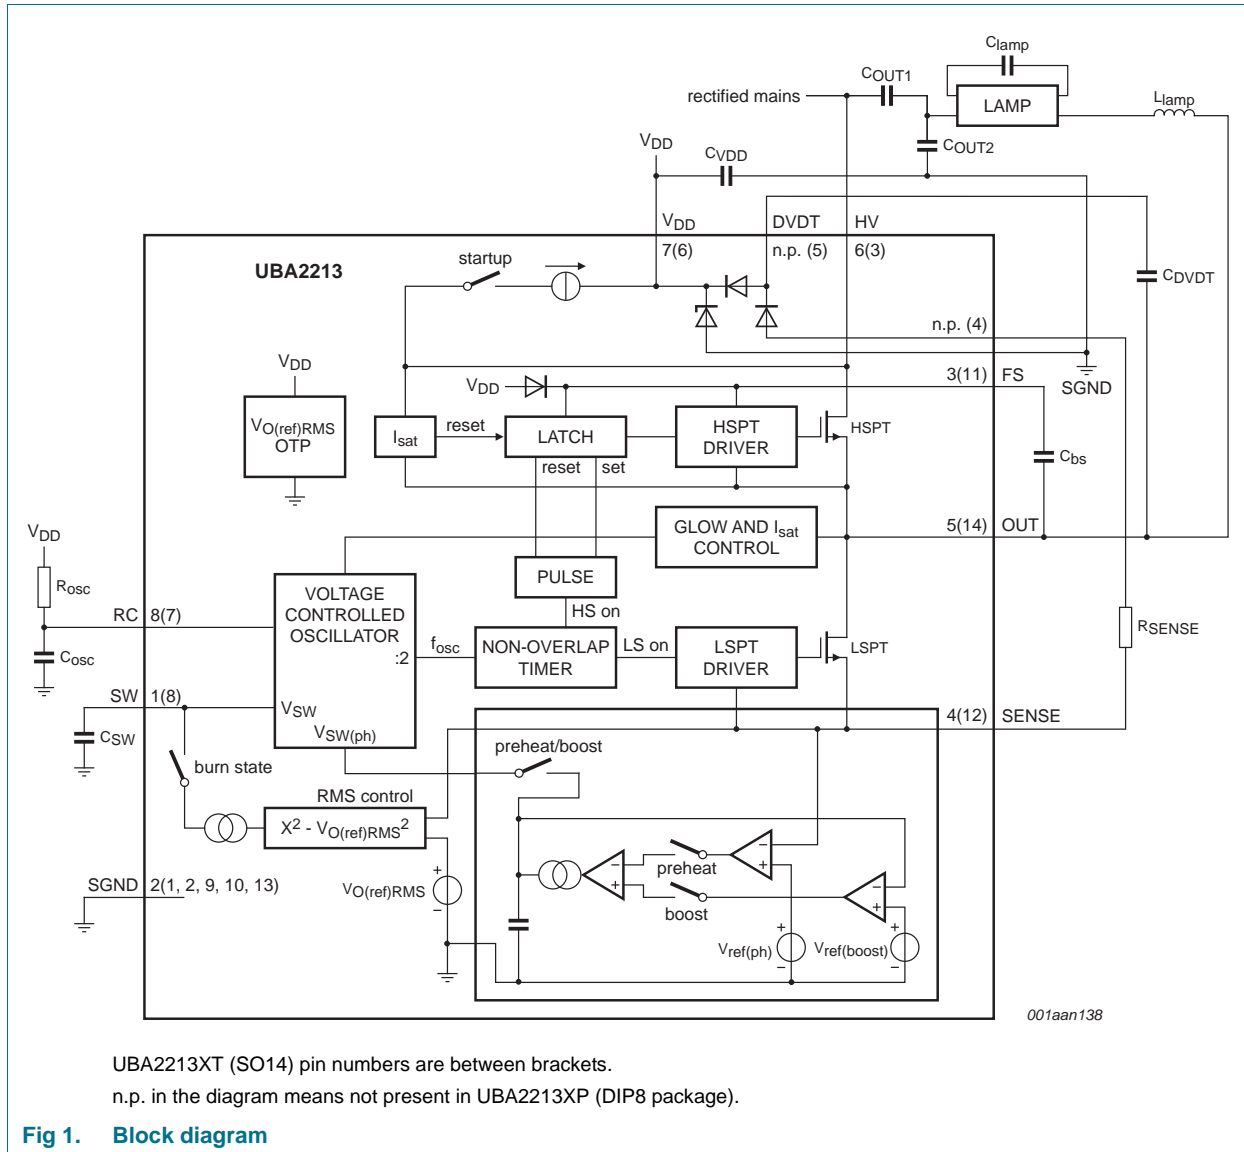 Clamp
COUT1
rectified mains
LAMP
Llamp
COUT2
VDD
CVDD
VDD
DVDT
HV
7(6)
n.p. (5)
6(3)
UBA2213
startup
CDVDT
n.p. (4)
VDD
VDD
3(11)
FS
SGND
VO(ref)RMS
OTP
Isat
reset
LATCH
HSPT
DRIVER
HSPT
reset
set
Cbs
VDD
GLOW AND Isat
CONTROL
5(14)
OUT
Rosc
VOLTAGE
CONTROLLED
OSCILLATOR
PULSE
HS on
RC
8(7)
RSENSE
Cosc
:2
fosc
NON-OVERLAP
TIMER
LS on
LSPT
DRIVER
LSPT
SW
1(8)
VSW
VSW(ph)
4(12)
SENSE
CSW
burn state
preheat/boost
RMS control
X2 - VO(ref)RMS2
−
+
−
+
preheat
−
+
−
+
boost
SGND
2(1, 2, 9, 10, 13)
+
VO(ref)RMS
−
+
Vref(ph)
−
+
Vref(boost)
−
001aan138
UBA2213XT (SO14) pin numbers are between brackets.
n.p. in the diagram means not present in UBA2213XP (DIP8 package).
Fig 1. Block diagram